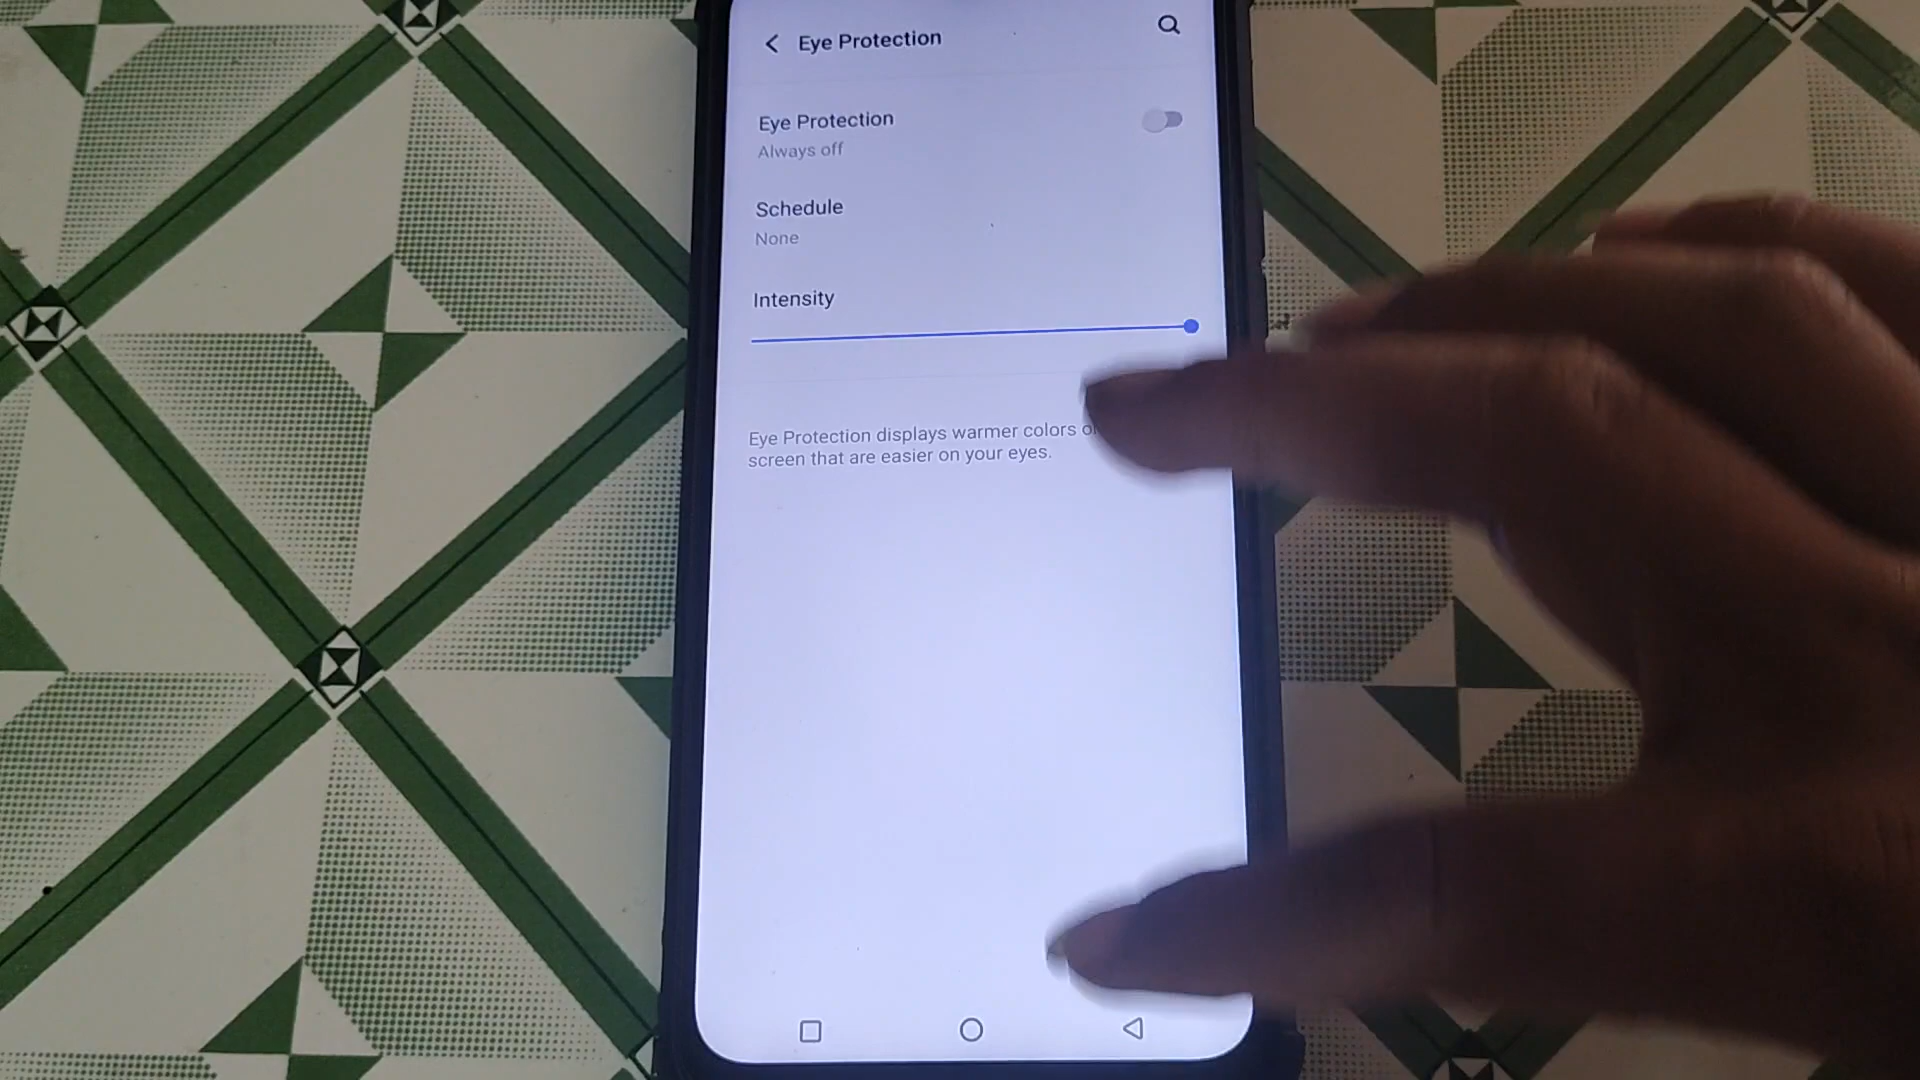 Eye Protection
Eye Protection
Always off
Schedule
None
Intensity
Eye Protection displays warmer colors
screen that are easier on your eyes.